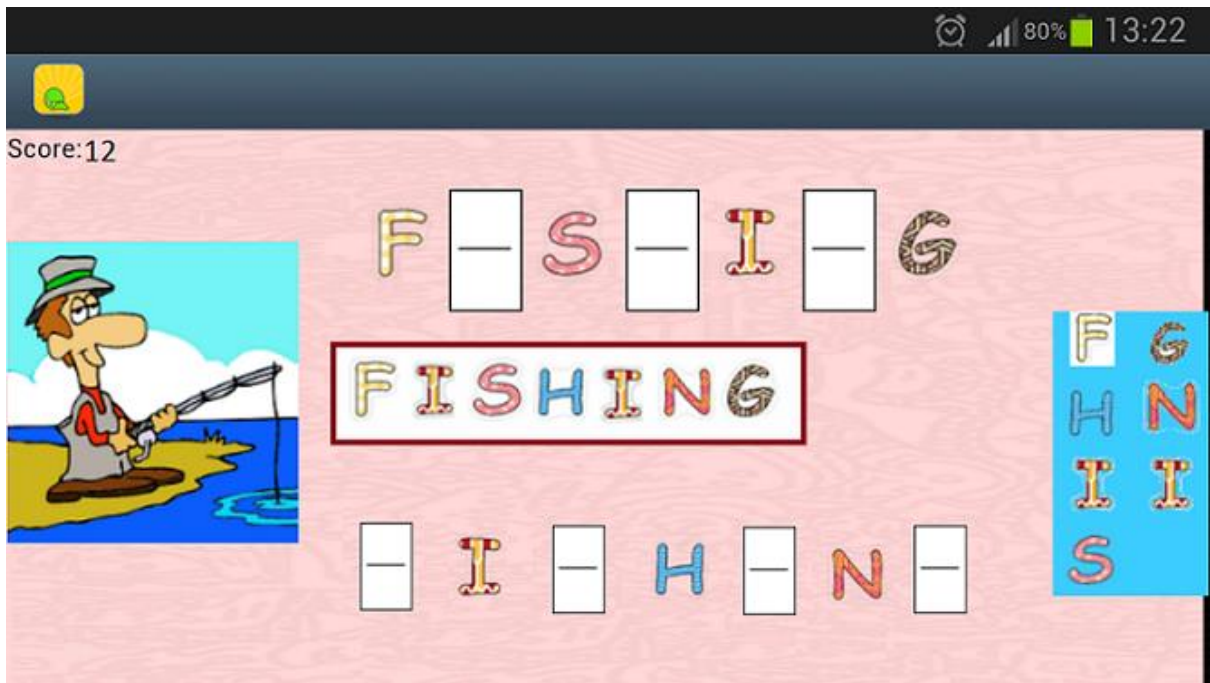 80% 13:22
Score:12
F _ S _ I _ G
FISHING
_ I _ H _ N _
F G
H N
I I
S